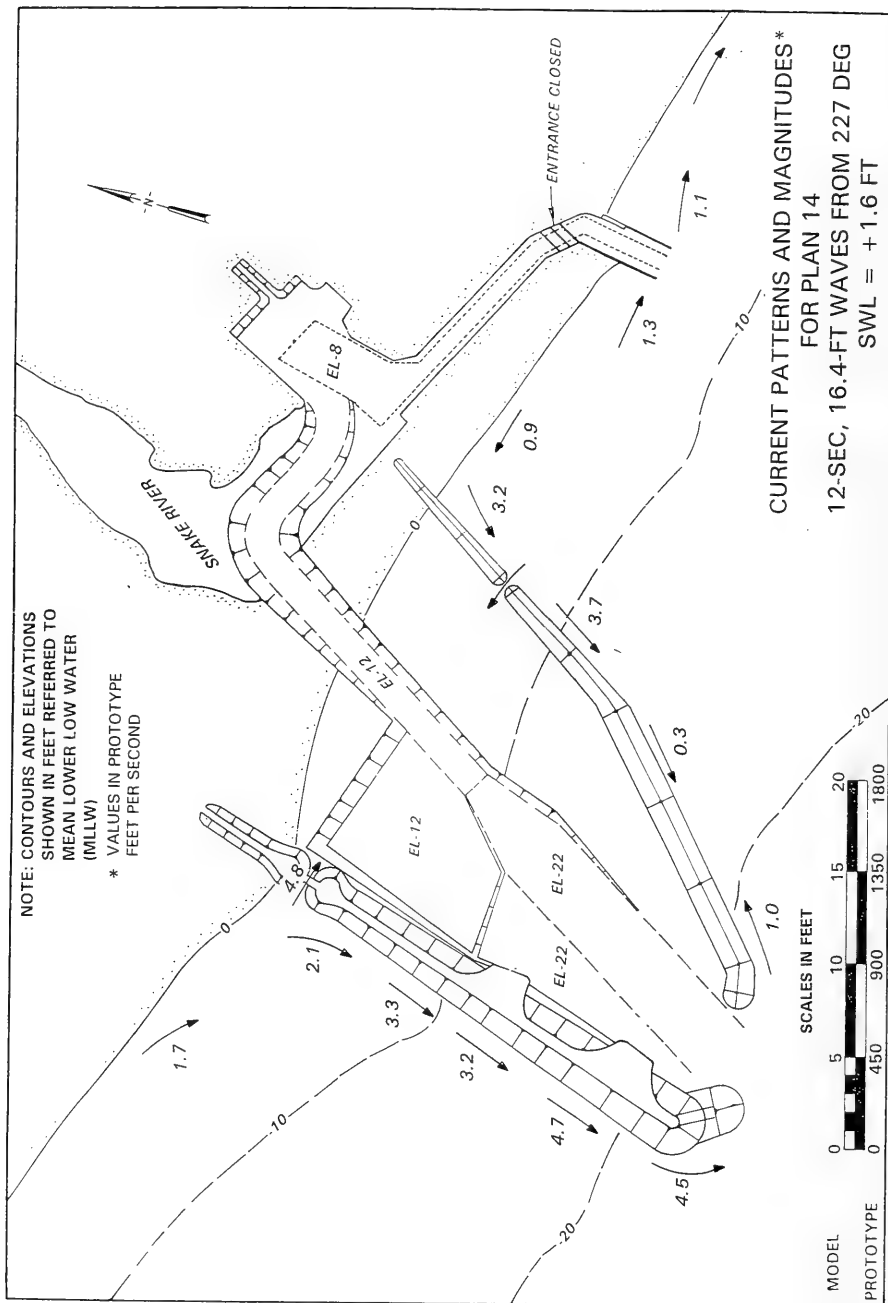 NOTE: CONTOURS AND ELEVATIONS
SHOWN IN FEET REFERRED TO
MEAN LOWER LOW WATER
(MLLW)
* VALUES IN PROTOTYPE
FEET PER SECOND
SNAKE RIVER
-N-
EL-8
ENTRANCE CLOSED
EL-12
EL-12
EL-22
EL-22
0
0
-10
-10
-20
-20
1.7
2.1
4.8
3.3
3.2
4.7
4.5
1.0
0.3
3.7
3.2
0.9
1.3
1.1
SCALES IN FEET
MODEL 0 5 10 15 20
PROTOTYPE 0 450 900 1350 1800
CURRENT PATTERNS AND MAGNITUDES*
FOR PLAN 14
12-SEC, 16.4-FT WAVES FROM 227 DEG
SWL = +1.6 FT